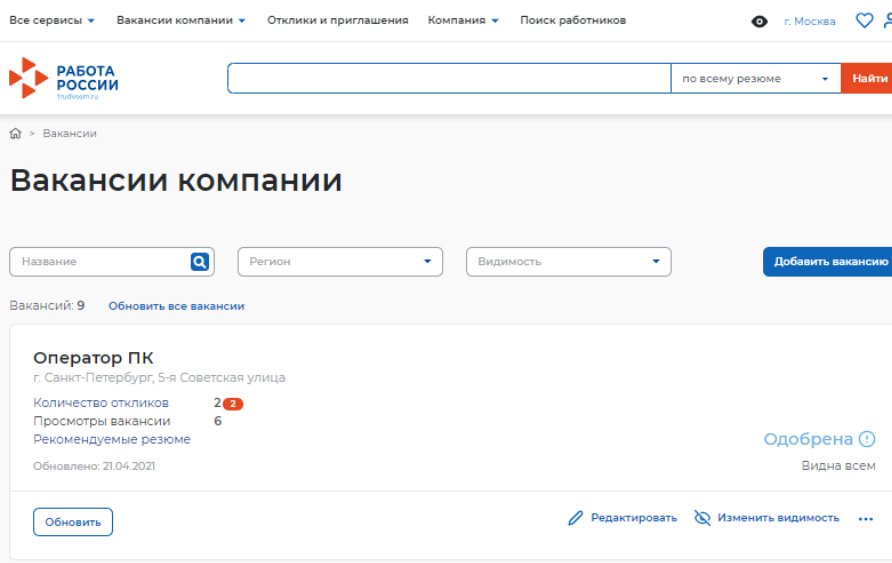 Все сервисы Вакансии компании Отклики и приглашения Компания Поиск работников г. Москва
РАБОТА
РОССИИ
trudvsem.ru
по всему резюме Найти
> Вакансии
Вакансии компании
Название Регион Видимость Добавить вакансию
Вакансий: 9 Обновить все вакансии
Оператор ПК
г. Санкт-Петербург, 5-я Советская улица
Количество откликов 2 2
Просмотры вакансии 6
Рекомендуемые резюме
Одобрена
Обновлено: 21.04.2021 Видна всем
Обновить Редактировать Изменить видимость ...